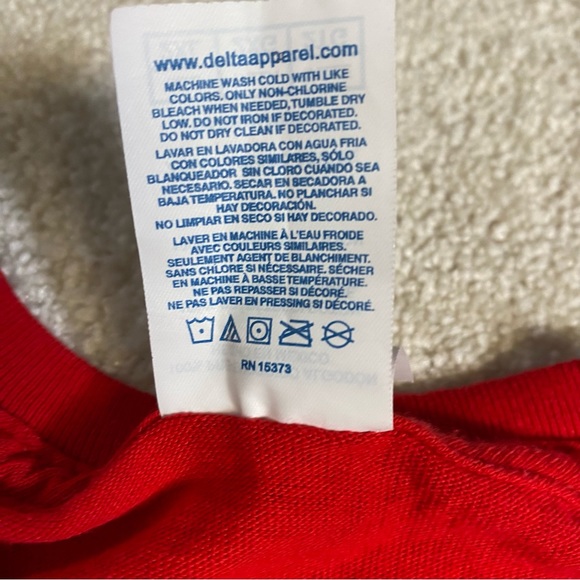 www.deltaapparel.com
MACHINE WASH COLD WITH LIKE
COLORS. ONLY NON-CHLORINE
BLEACH WHEN NEEDED, TUMBLE DRY
LOW. DO NOT IRON IF DECORATED.
DO NOT DRY CLEAN IF DECORATED.
LAVAR EN LAVADORA CON AGUA FRIA
CON COLORES SIMILARES, SÓLO
BLANQUEADOR SIN CLORO CUANDO SEA
NECESARIO. SECAR EN SECADORA A
BAJA TEMPERATURA. NO PLANCHAR SI
HAY DECORACIÓN.
NO LIMPIAR EN SECO SI HAY DECORADO.
LAVER EN MACHINE À L'EAU FROIDE
AVEC COULEURS SIMILAIRES.
SEULEMENT AGENT DE BLANCHIMENT.
SANS CHLORE SI NÉCESSAIRE. SÉCHER
EN MACHINE À BASSE TEMPÉRATURE.
NE PAS REPASSER SI DÉCORÉ.
NE PAS LAVER EN PRESSING SI DÉCORÉ.
RN 15373